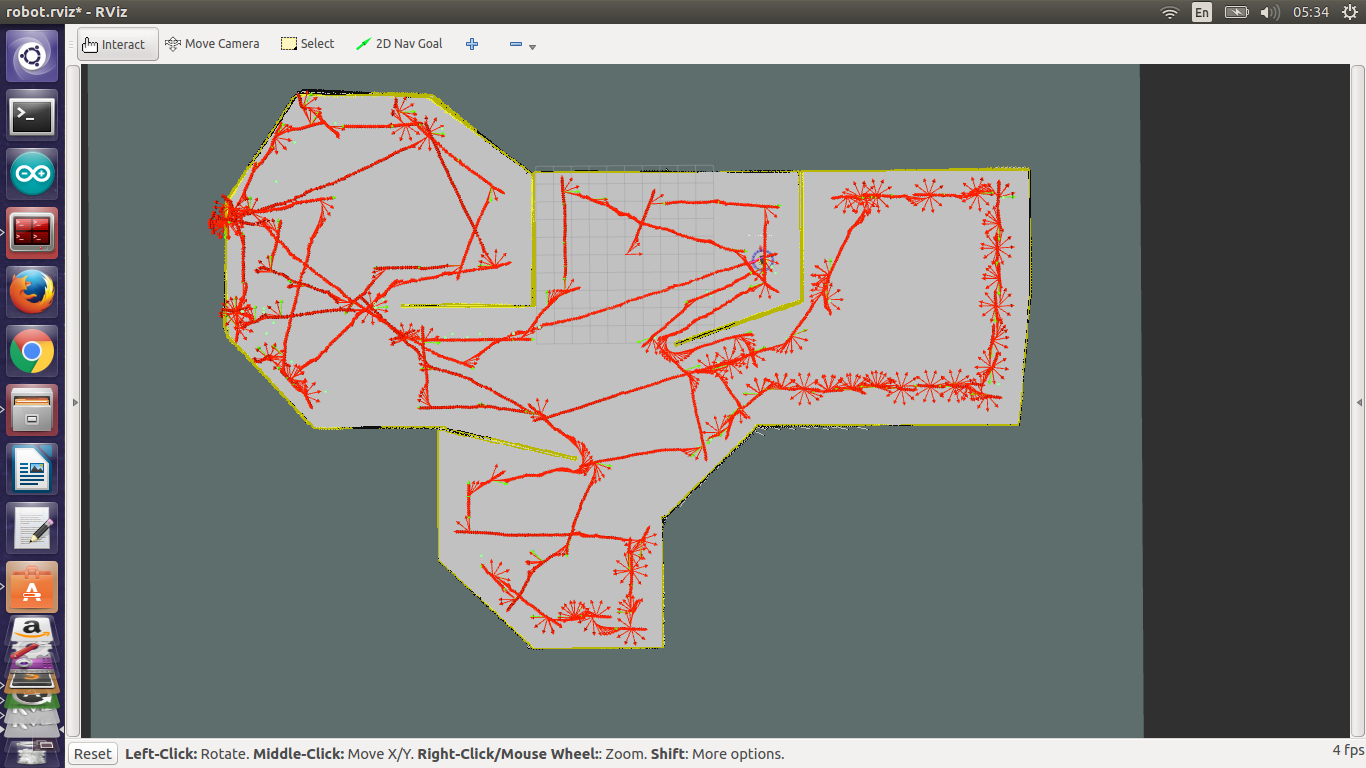 robot.rviz* - RViz
En
05:34
Interact
Move Camera
Select
2D Nav Goal
Reset
Left-Click: Rotate. Middle-Click: Move X/Y. Right-Click/Mouse Wheel:: Zoom. Shift: More options.
4 fps